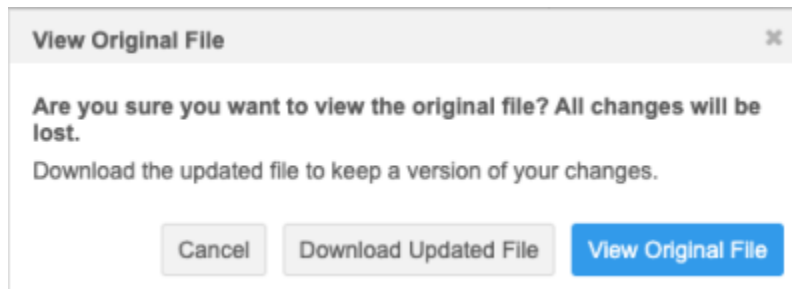 View Original File
Are you sure you want to view the original file? All changes will be
lost.
Download the updated file to keep a version of your changes.
Cancel
Download Updated File
View Original File